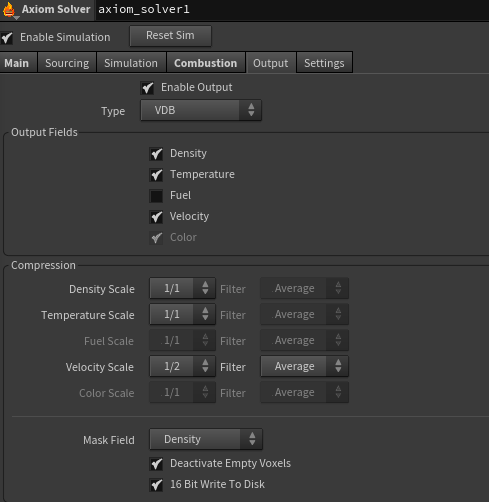 Axiom Solver axiom_solver1
Enable Simulation Reset Sim
Main Sourcing Simulation Combustion Output Settings
Enable Output
Type VDB
Output Fields
Density
Temperature
Fuel
Velocity
Color
Compression
Density Scale 1/1 Filter Average
Temperature Scale 1/1 Filter Average
Fuel Scale 1/1 Filter Average
Velocity Scale 1/2 Filter Average
Color Scale 1/1 Filter Average
Mask Field Density
Deactivate Empty Voxels
16 Bit Write To Disk